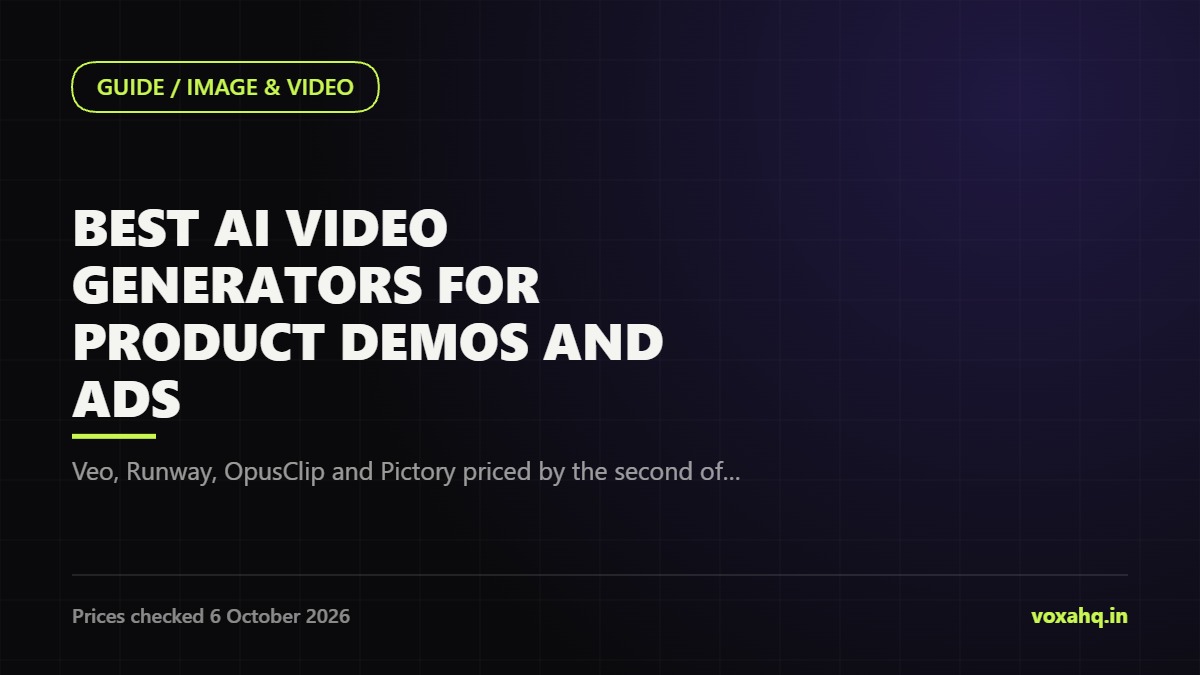 GUIDE / IMAGE & VIDEO
BEST AI VIDEO
GENERATORS FOR
PRODUCT DEMOS AND
ADS
Veo, Runway, OpusClip and Pictory priced by the second of...
Prices checked 6 October 2026
voxahq.in